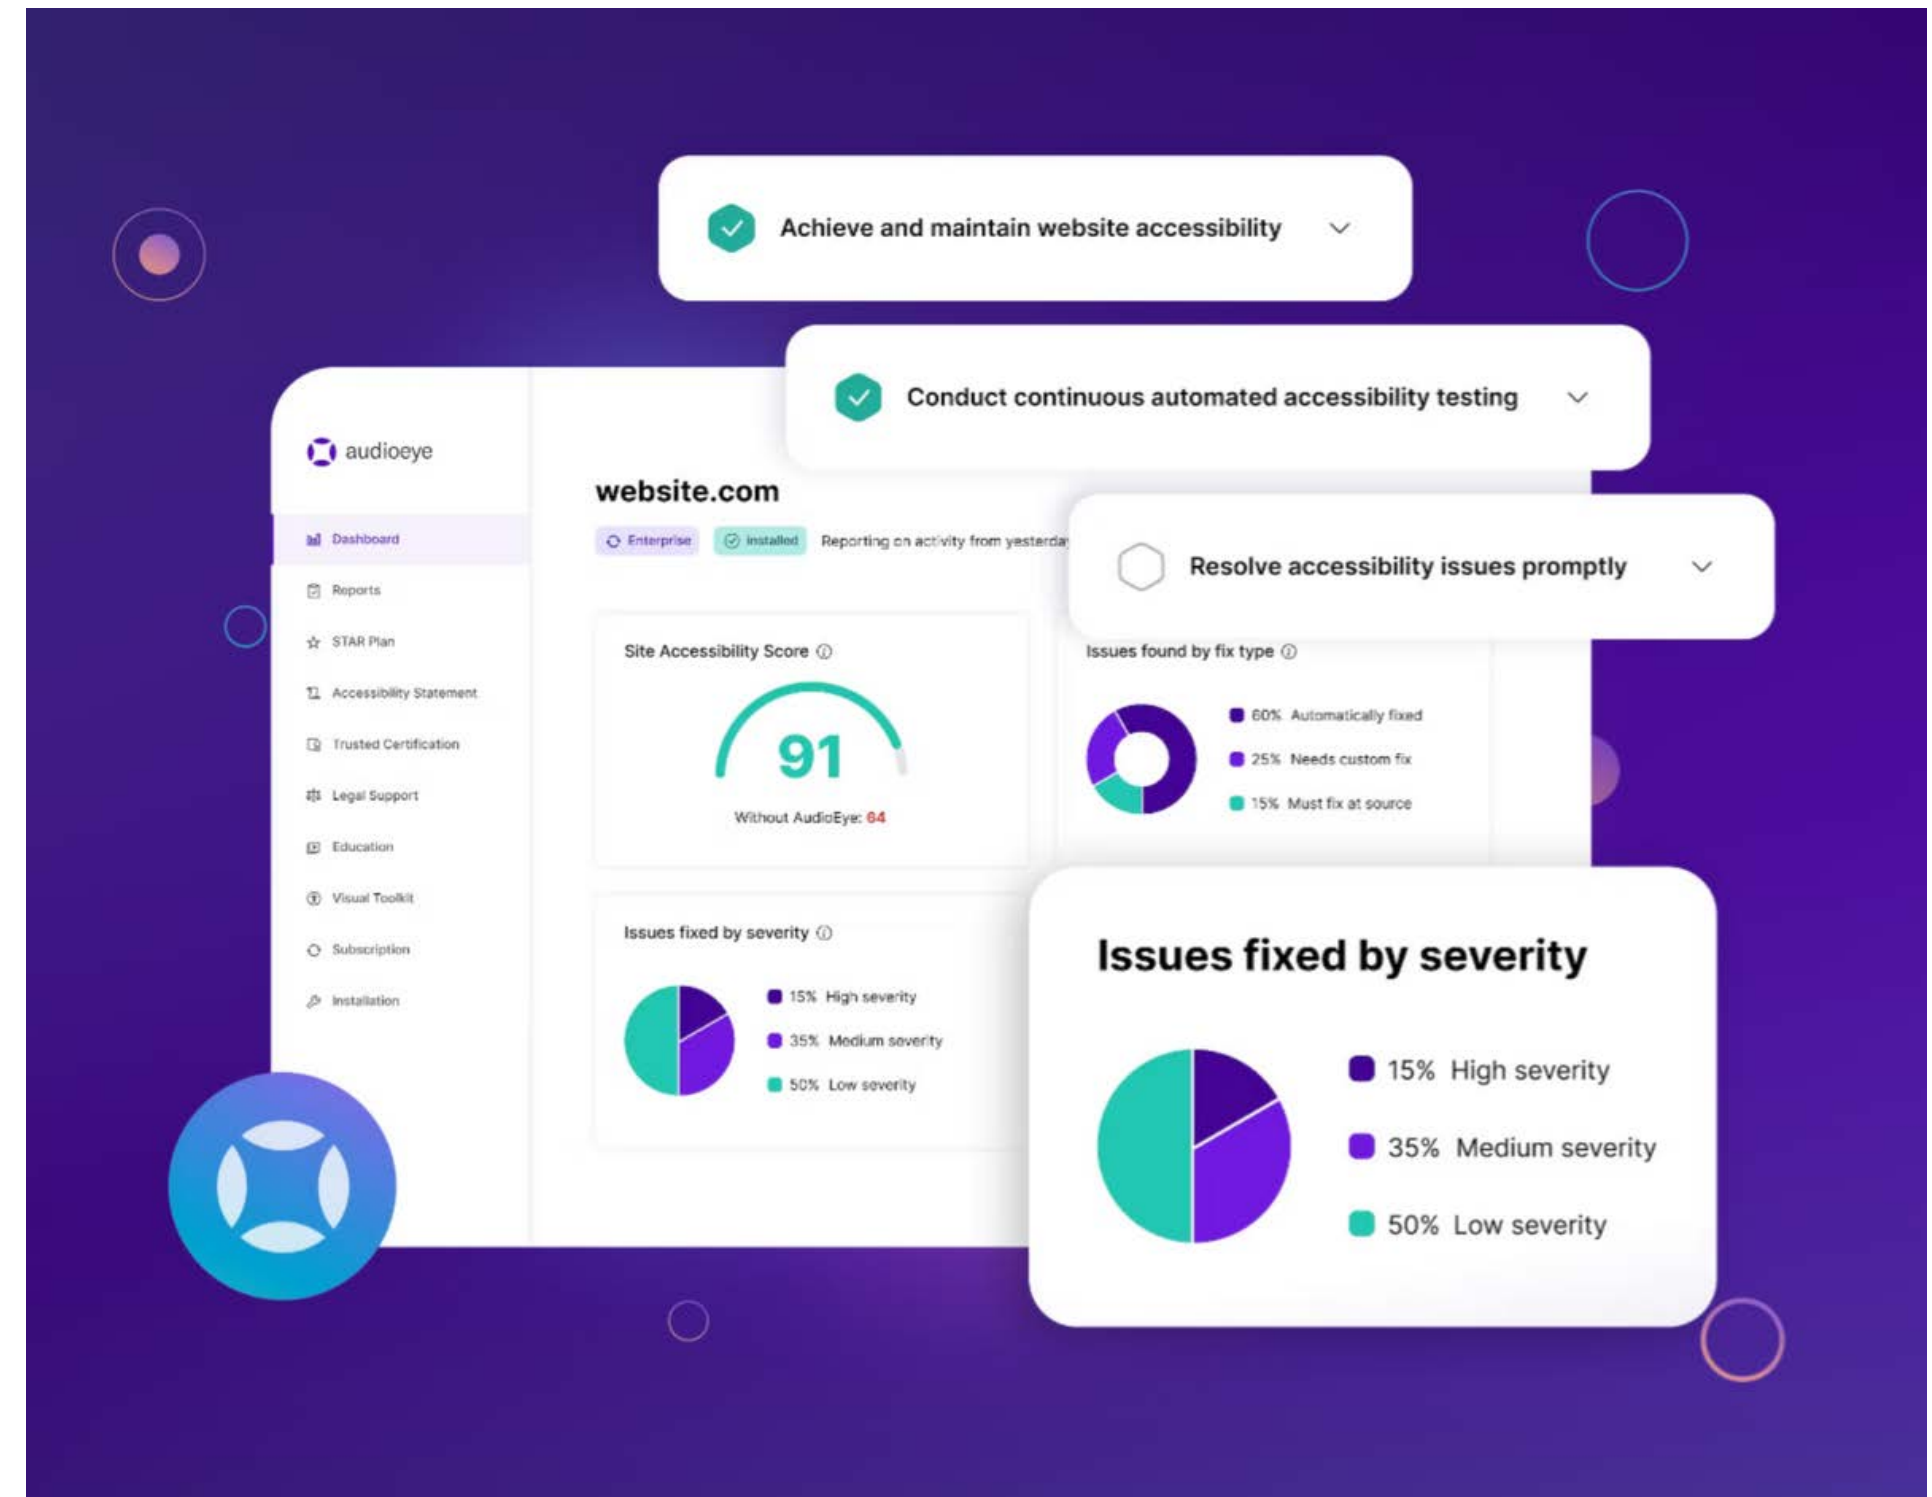 Achieve and maintain website accessibility
Conduct continuous automated accessibility testing
Resolve accessibility issues promptly
audioeye
Dashboard
Reports
STAR Plan
Accessibility Statement
Trusted Certification
Legal Support
Education
Visual Toolkit
Subscription
Installation
website.com
Enterprise
Installed
Reporting on activity from yesterday
Site Accessibility Score
91
Without AudioEye: 64
Issues found by fix type
60% Automatically fixed
25% Needs custom fix
15% Must fix at source
Issues fixed by severity
15% High severity
35% Medium severity
50% Low severity
Issues fixed by severity
15% High severity
35% Medium severity
50% Low severity